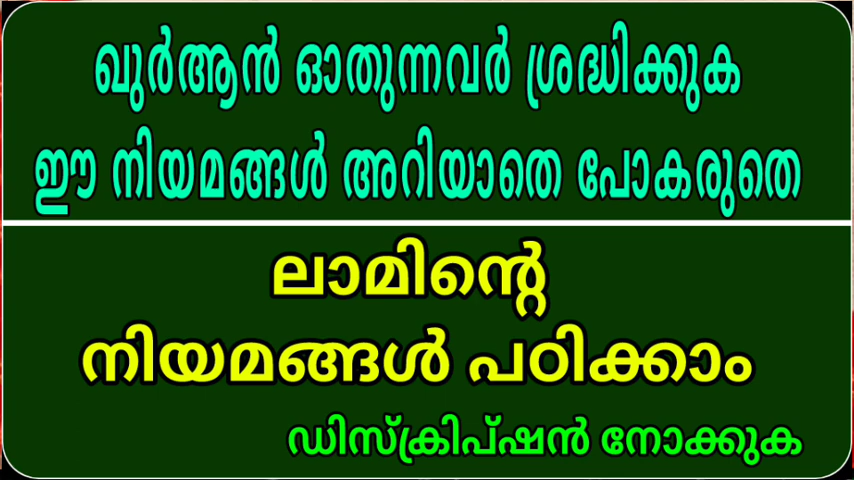 ഖുർആൻ ഓതുന്നവർ ശ്രദ്ധിക്കുക
ഈ നിയമങ്ങൾ അറിയാതെ പോകരുതെ
ലാമിന്റെ
നിയമങ്ങൾ പഠിക്കാം
ഡിസ്ക്രിപ്ഷൻ നോക്കുക